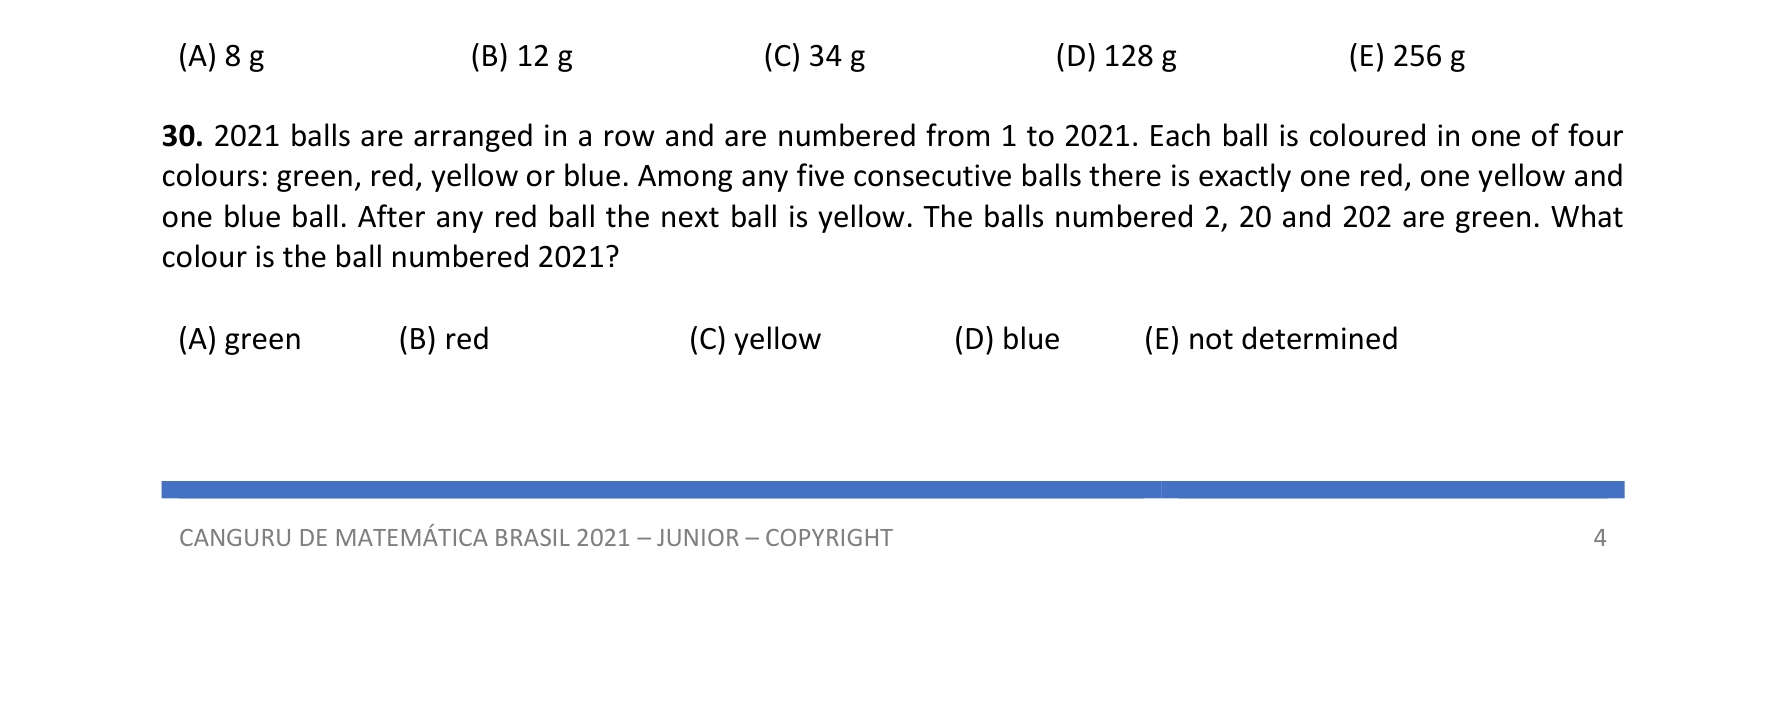 (A) 8 g (B) 12 g (C) 34 g (D) 128 g (E) 256 g
30. 2021 balls are arranged in a row and are numbered from 1 to 2021. Each ball is coloured in one of four
colours: green, red, yellow or blue. Among any five consecutive balls there is exactly one red, one yellow and
one blue ball. After any red ball the next ball is yellow. The balls numbered 2, 20 and 202 are green. What
colour is the ball numbered 2021?
(A) green (B) red (C) yellow (D) blue (E) not determined
CANGURU DE MATEMÁTICA BRASIL 2021 – JUNIOR – COPYRIGHT 4